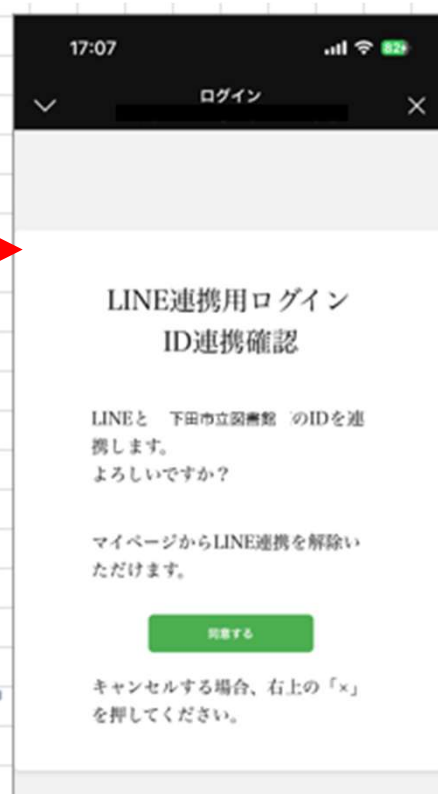 17:07
82
ログイン
LINE連携用ログイン
ID連携確認
LINEと 下田市立図書館 のIDを連
携します。
よろしいですか？
マイページからLINE連携を解除い
ただけます。
同意する
キャンセルする場合、右上の「×」
を押してください。